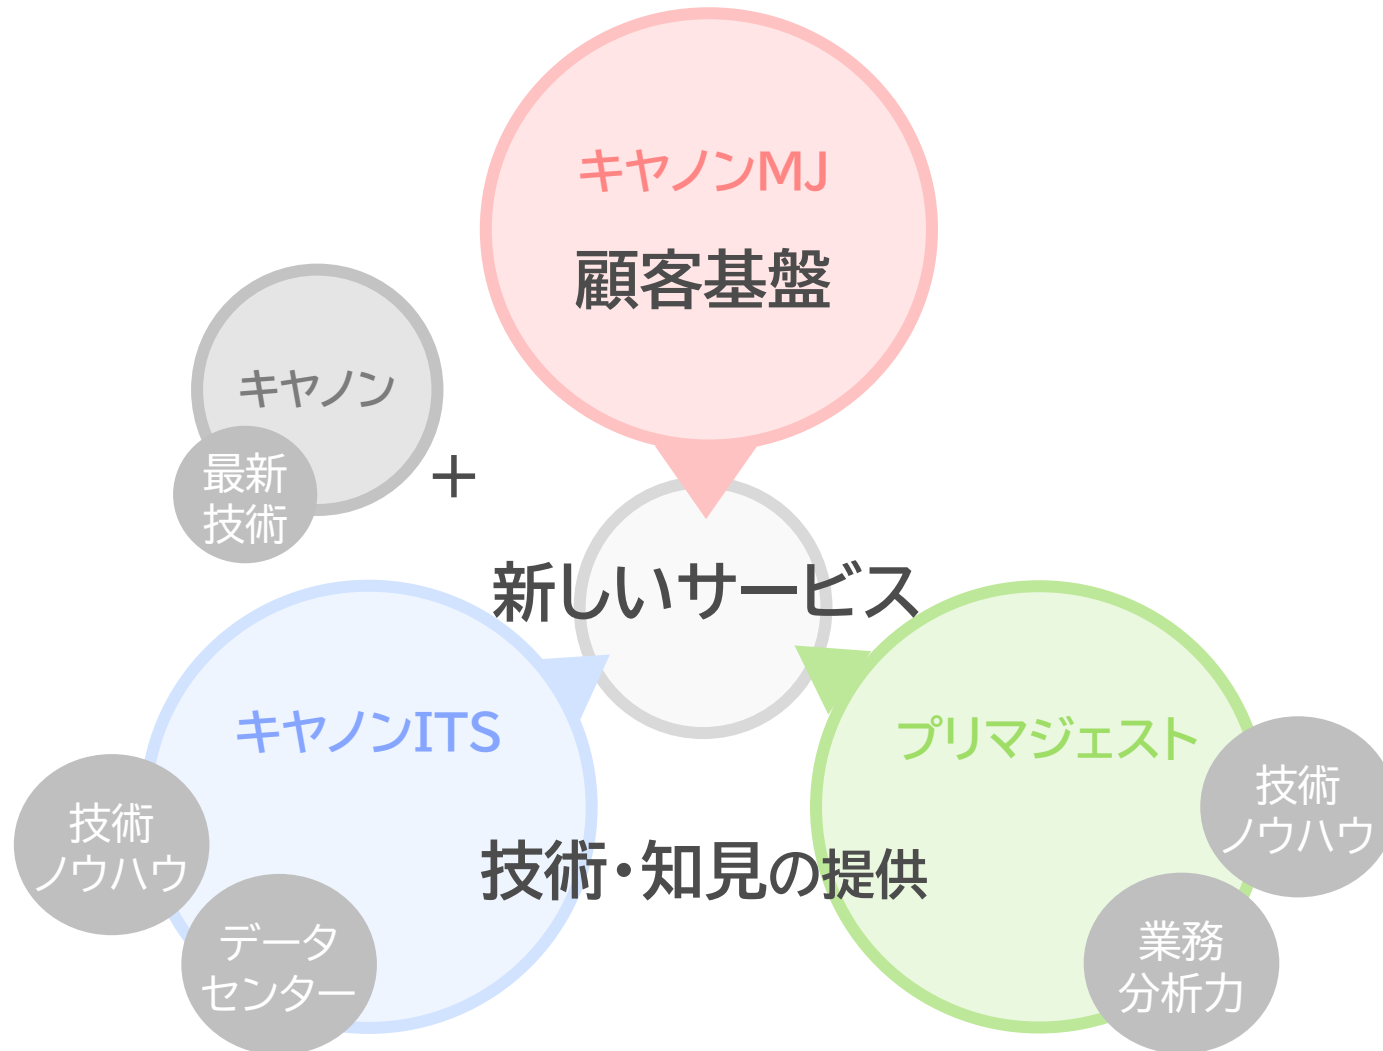 キヤノンMJ
顧客基盤
キヤノン
最新
技術
＋
新しいサービス
キヤノンITS
プリマジェスト
技術
ノウハウ
技術
ノウハウ
技術・知見の提供
データ
センター
業務
分析力